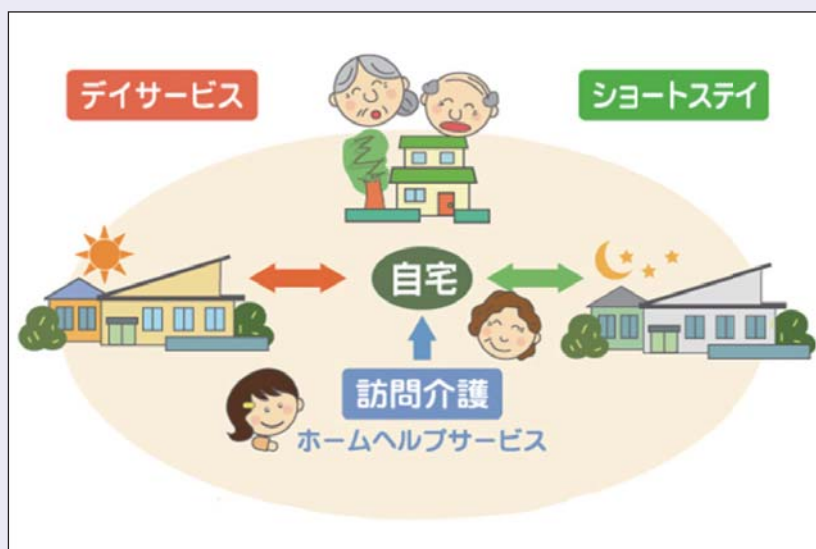 デイサービス
ショートステイ
自宅
訪問介護
ホームヘルプサービス